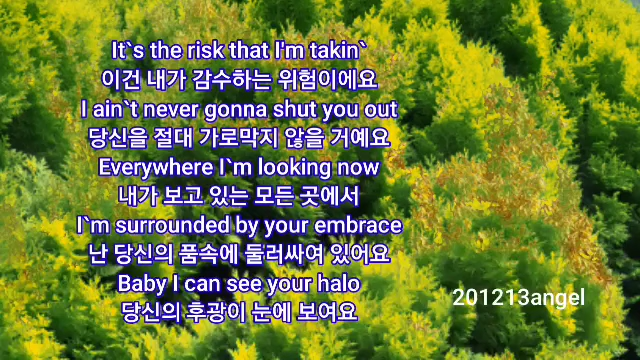 It`s the risk that I'm takin`
이건 내가 감수하는 위험이에요
I ain`t never gonna shut you out
당신을 절대 가로막지 않을 거예요
Everywhere I`m looking now
내가 보고 있는 모든 곳에서
I`m surrounded by your embrace
난 당신의 품속에 둘러싸여 있어요
Baby I can see your halo
당신의 후광이 눈에 보여요
201213angel